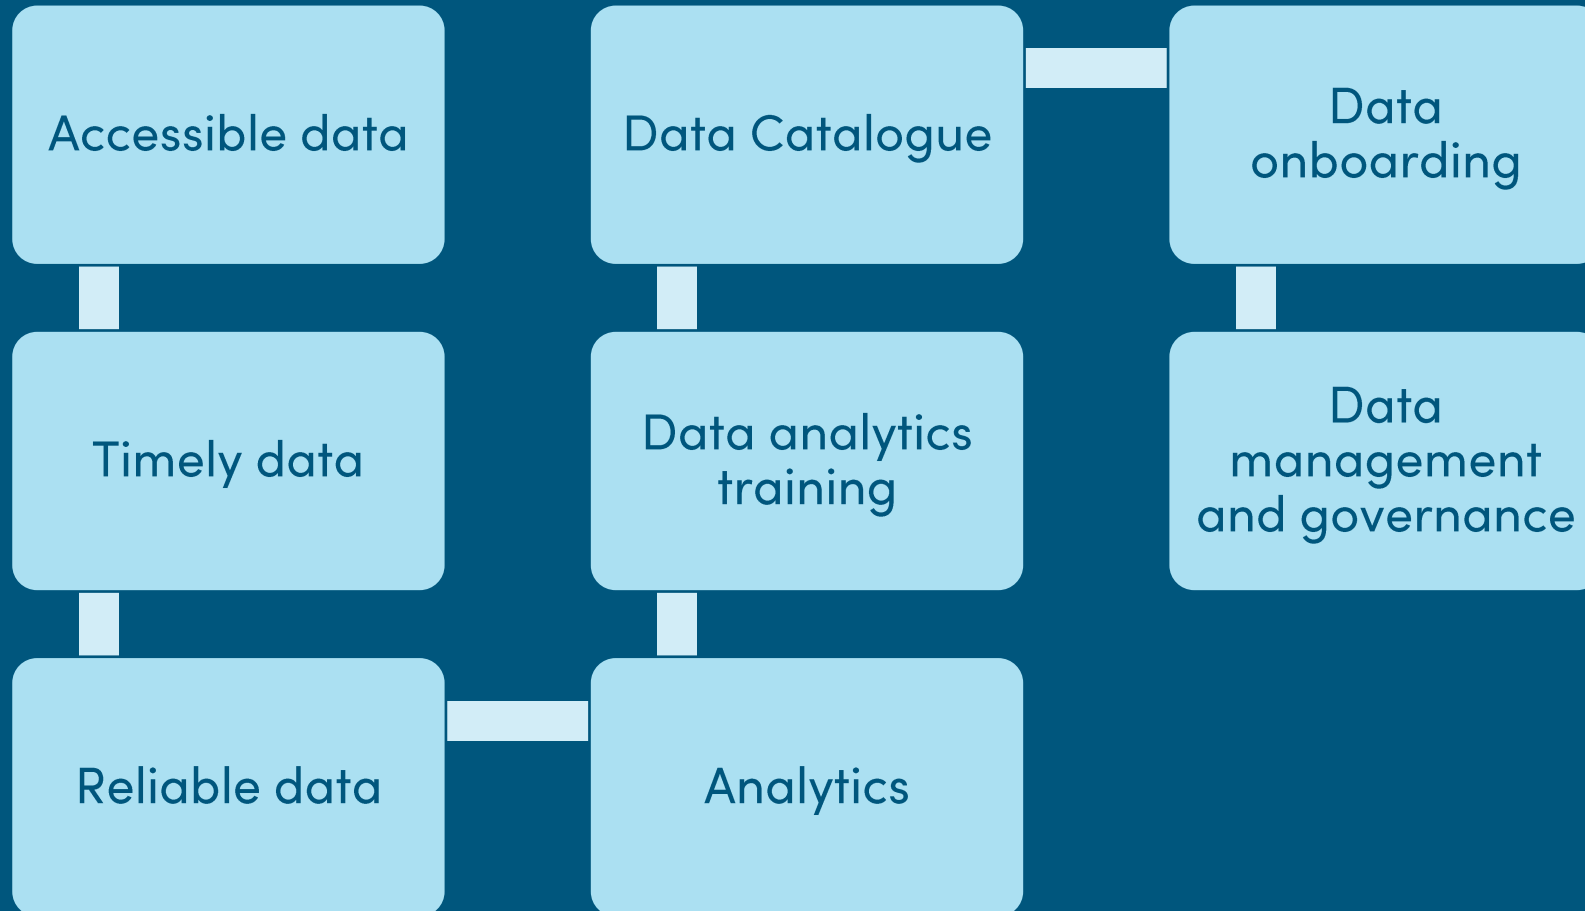 Accessible data
Timely data
Reliable data
Analytics
Data analytics
training
Data Catalogue
Data
onboarding
Data
management
and governance